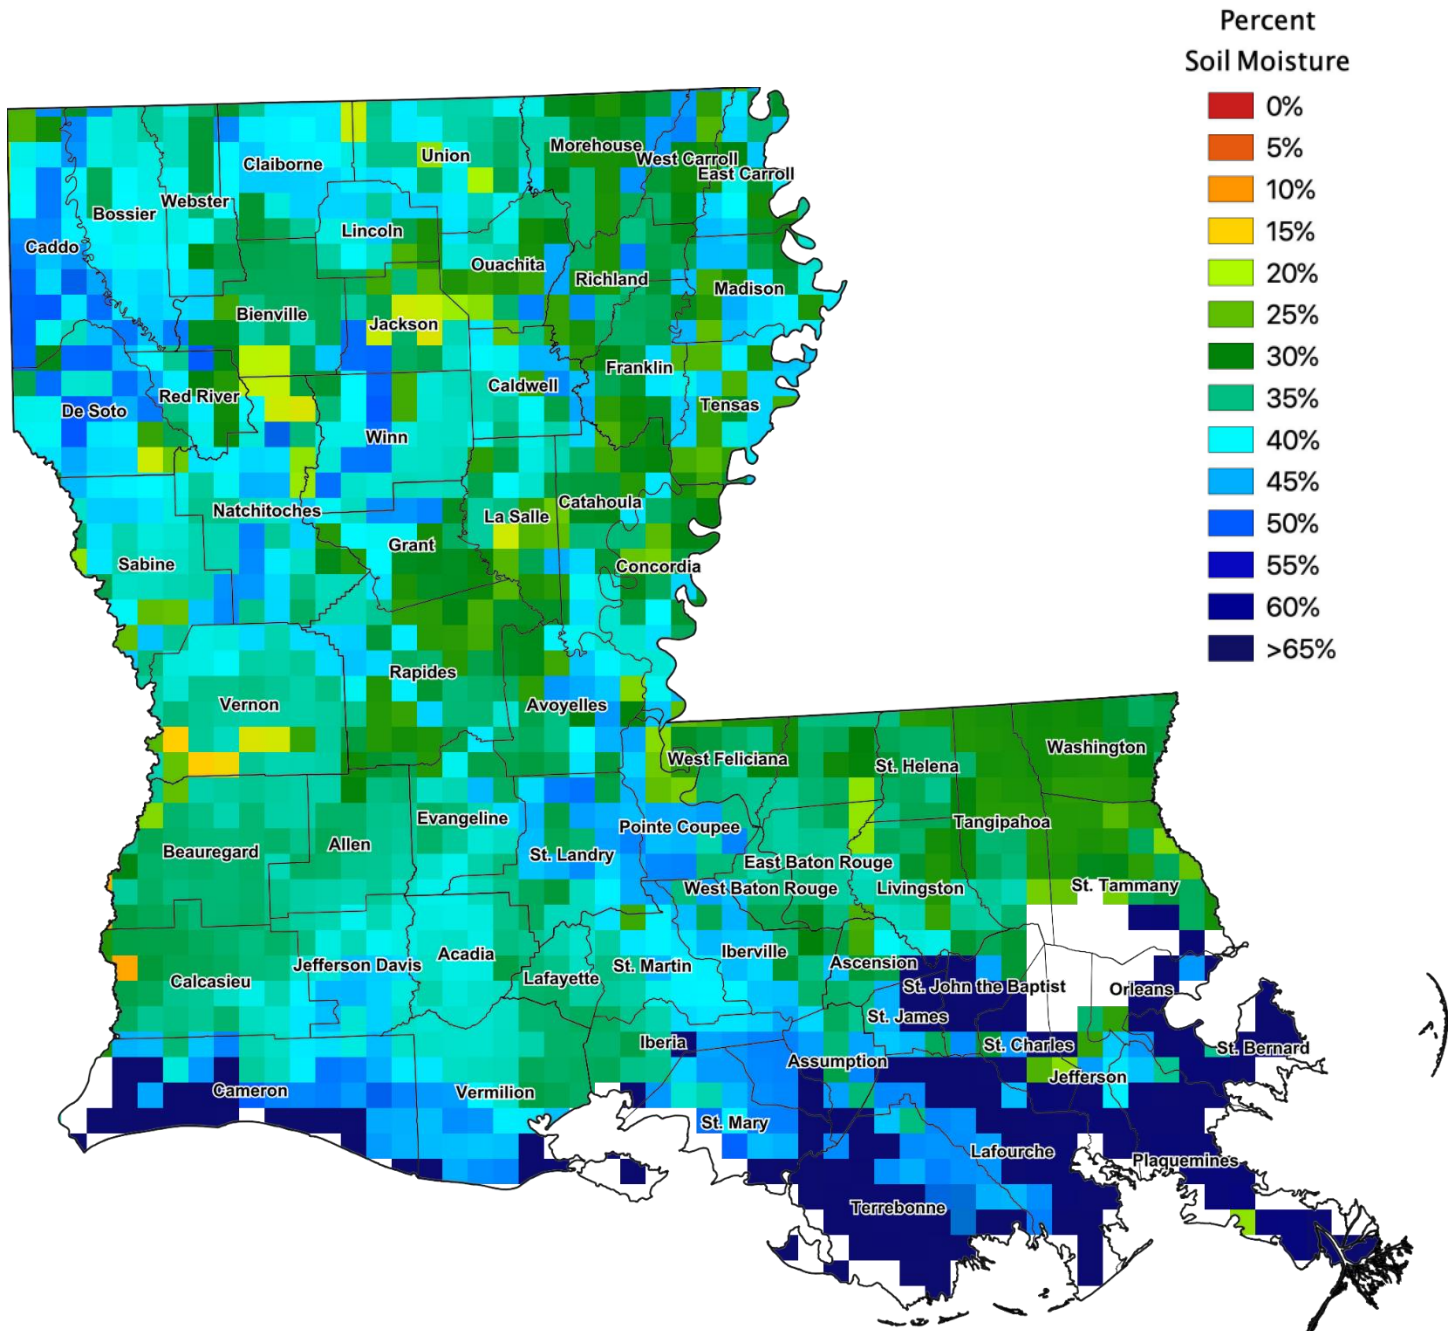 Percent
Soil Moisture
0%
5%
10%
15%
20%
25%
30%
35%
40%
45%
50%
55%
60%
>65%
Morehouse
Union
West Carroll
Claiborne
East Carroll
Webster
Bossier
Lincoln
Caddo
Ouachita
Richland
Madison
Bienville
Jackson
Franklin
Caldwell
Red River
Tensas
De Soto
Winn
Catahoula
Natchitoches
La Salle
Grant
Sabine
Concordia
Rapides
Vernon
Avoyelles
Washington
West Feliciana
St. Helena
Evangeline
Tangipahoa
Pointe Coupee
Allen
Beauregard
St. Landry
East Baton Rouge
St. Tammany
West Baton Rouge
Livingston
Iberville
Acadia
Ascension
Jefferson Davis
St. Martin
Lafayette
Calcasieu
St. John the Baptist
Orleans
St. James
Iberia
St. Charles
St. Bernard
Assumption
Jefferson
Cameron
Vermilion
St. Mary
Lafourche
Plaquemines
Terrebonne